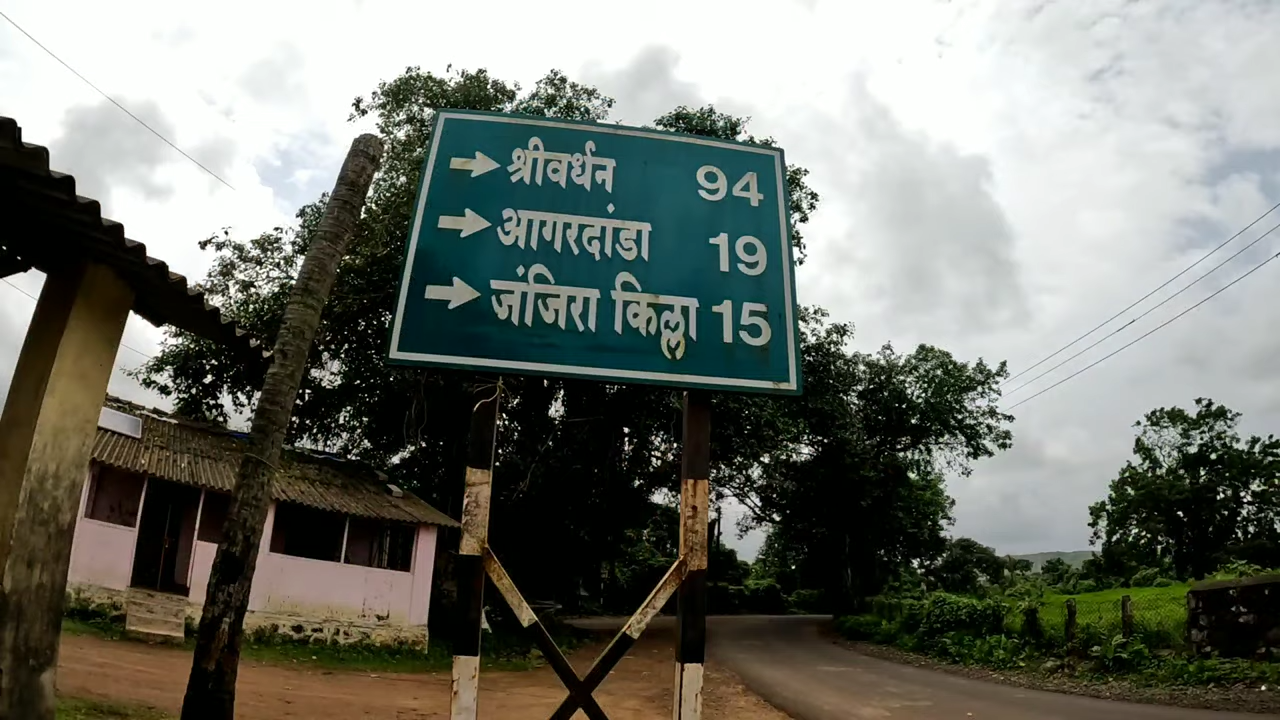 → श्रीवर्धन 94
→ आगरदांडा 19
→ जंजिरा किल्ला 15